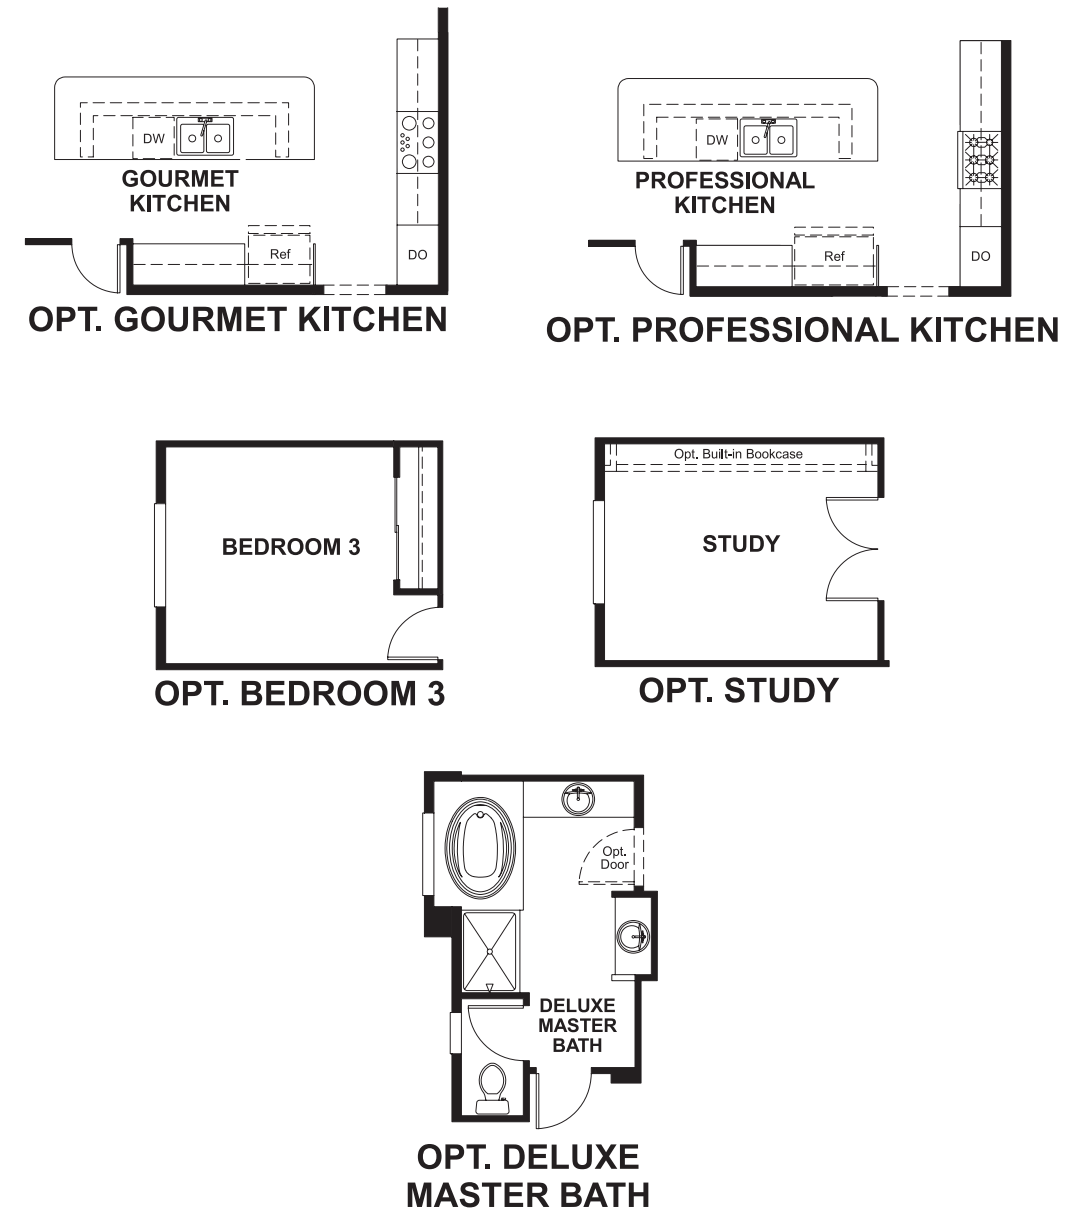 DW
GOURMET
KITCHEN
Ref
DO
OPT. GOURMET KITCHEN
DW
PROFESSIONAL
KITCHEN
Ref
DO
OPT. PROFESSIONAL KITCHEN
BEDROOM 3
OPT. BEDROOM 3
Opt. Built-in Bookcase
STUDY
OPT. STUDY
Opt.
Door
DELUXE
MASTER
BATH
OPT. DELUXE
MASTER BATH